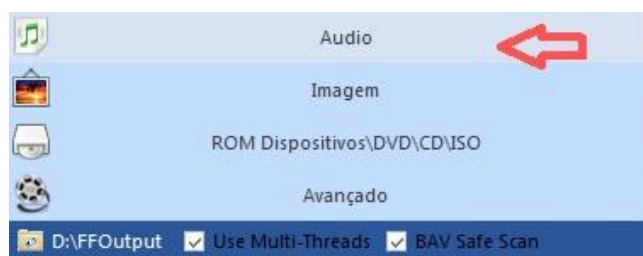 Audio
Imagem
ROM Dispositivos\DVD\CD\ISO
Avançado
D:\FFOutput Use Multi-Threads BAV Safe Scan